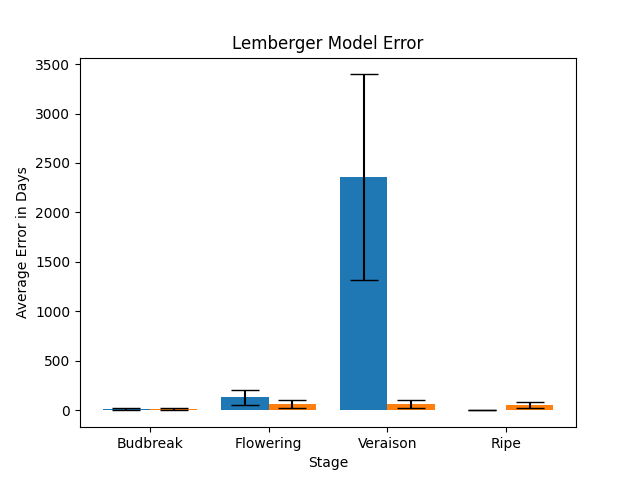 Lemberger Model Error
3500
3000
2500
2000
1500
1000
500
0
Average Error in Days
Budbreak
Flowering
Veraison
Ripe
Stage